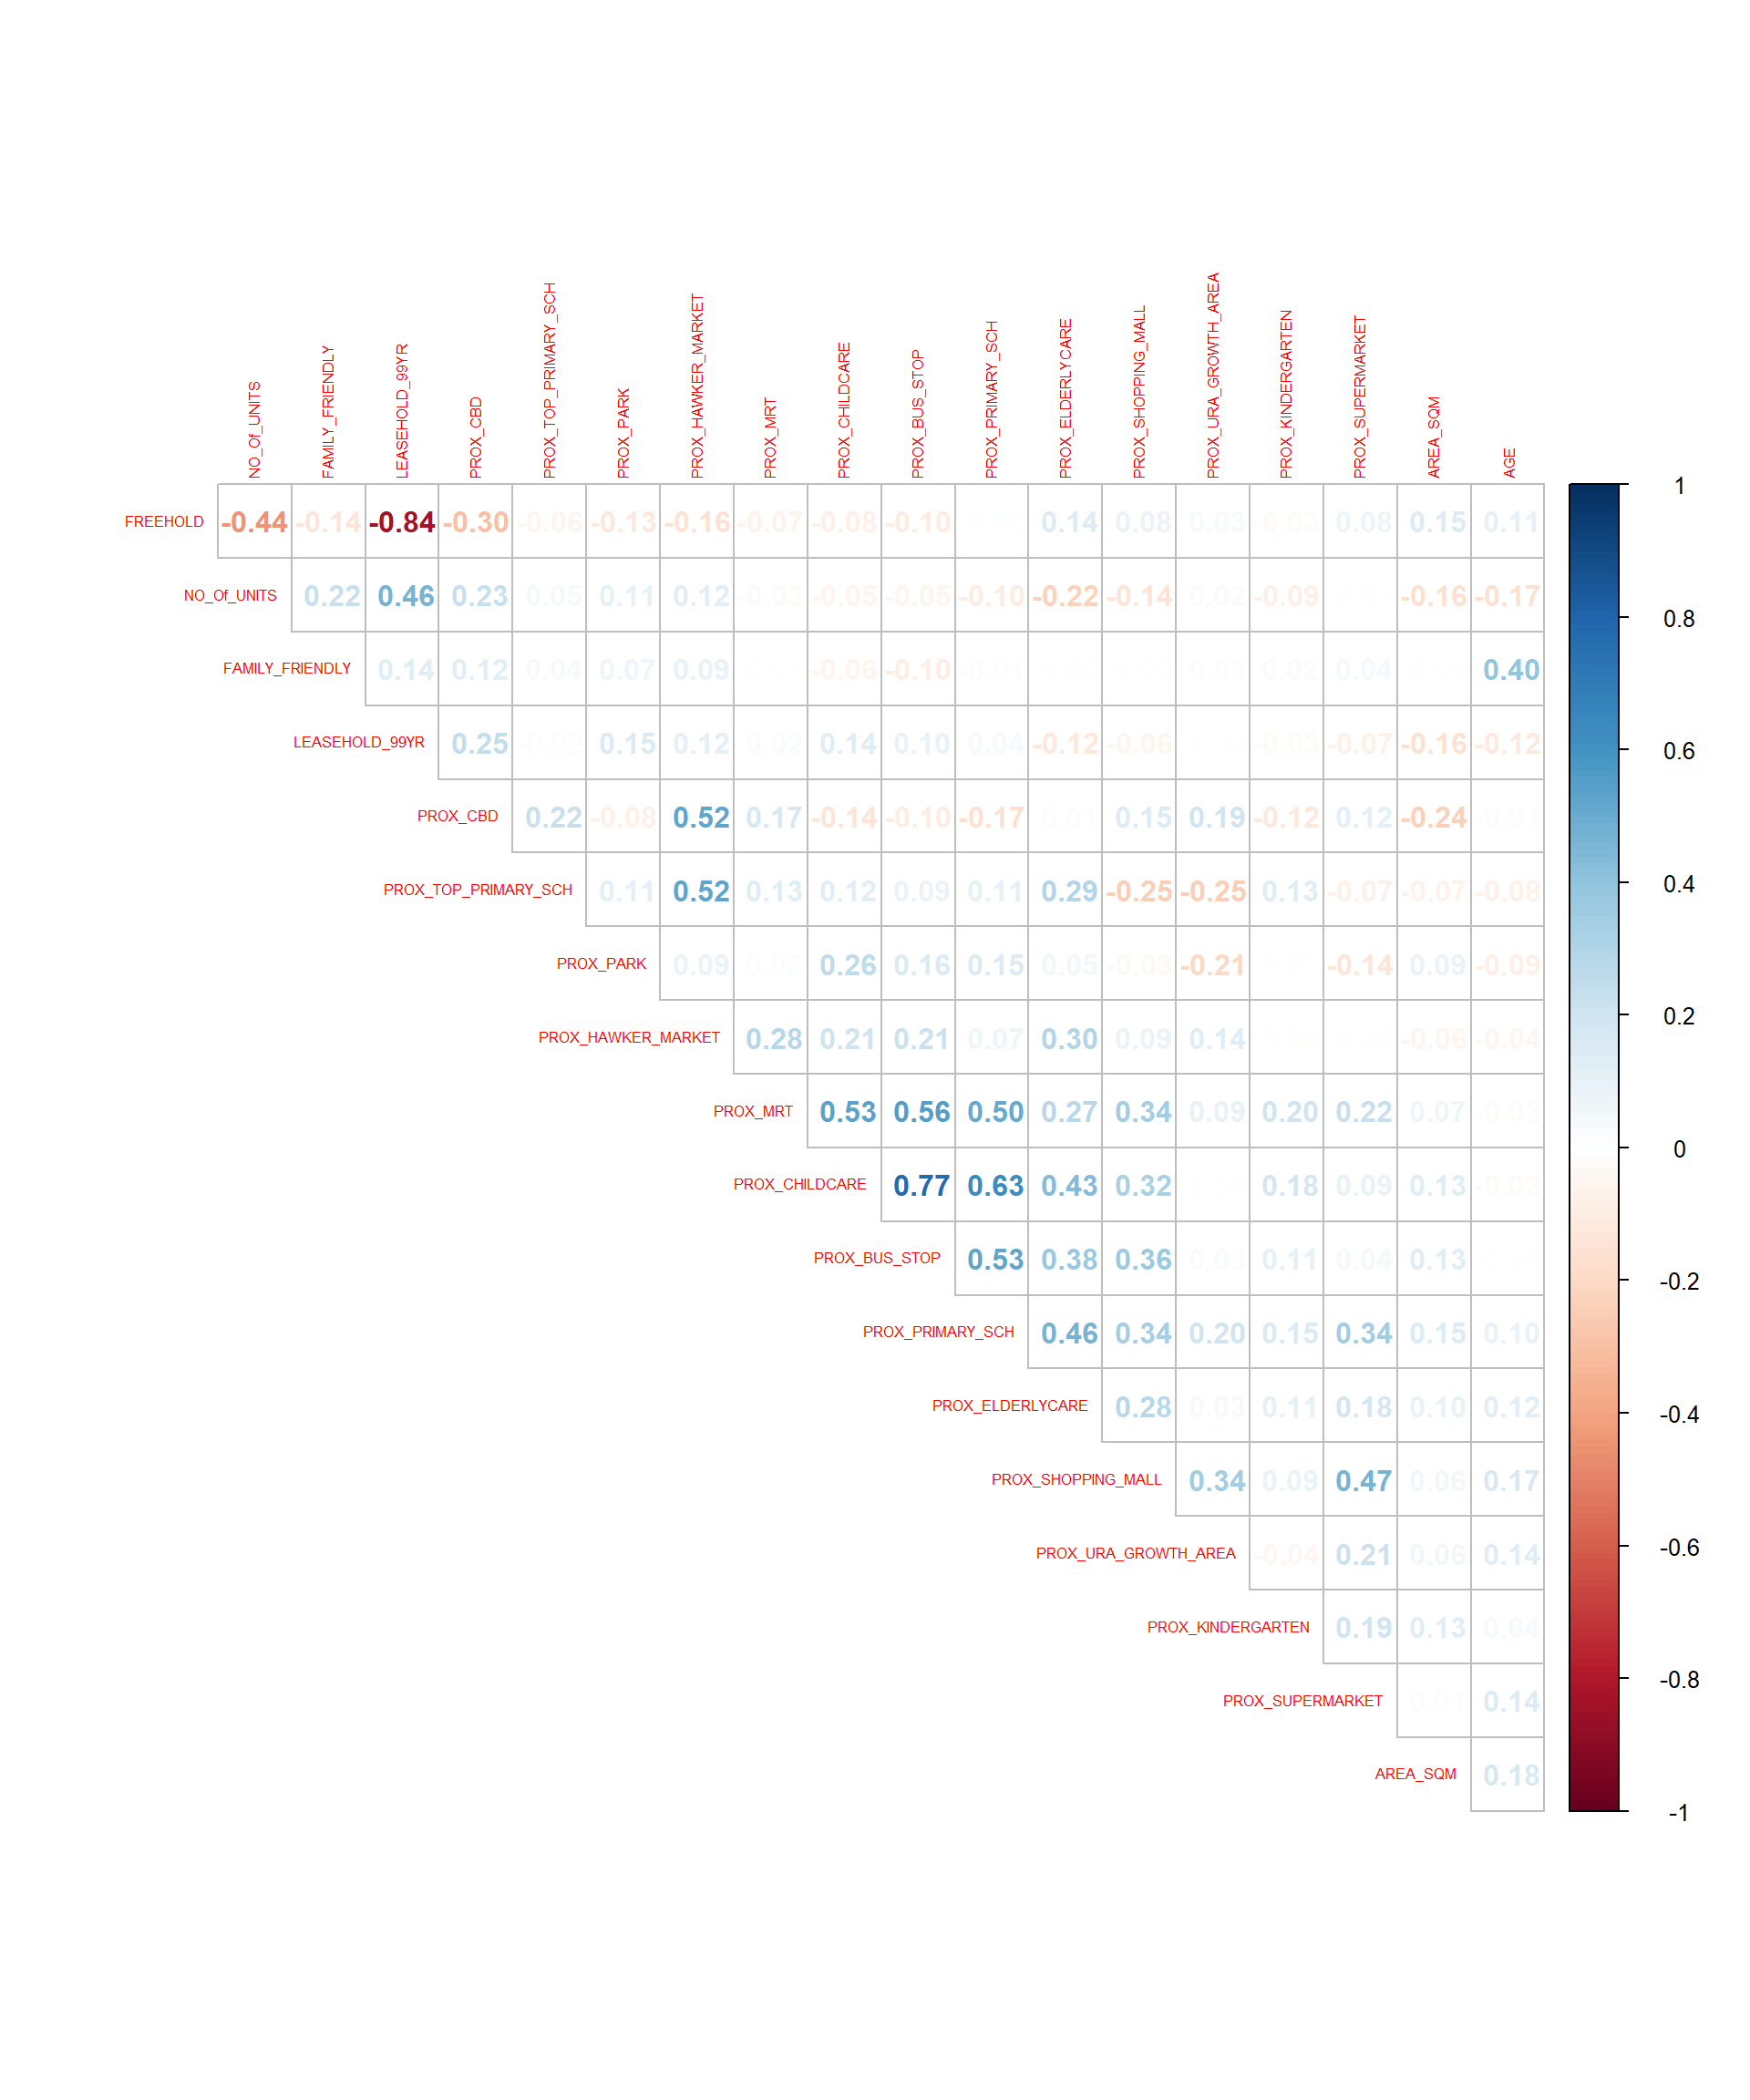 NO_Of_UNITS
FAMILY_FRIENDLY
LEASEHOLD_99YR
PROX_CBD
PROX_TOP_PRIMARY_SCH
PROX_PARK
PROX_HAWKER_MARKET
PROX_MRT
PROX_CHILDCARE
PROX_BUS_STOP
PROX_PRIMARY_SCH
PROX_ELDERLYCARE
PROX_SHOPPING_MALL
PROX_URA_GROWTH_AREA
PROX_KINDERGARTEN
PROX_SUPERMARKET
AREA_SQM
AGE
FREEHOLD -0.44 -0.14 -0.84 -0.30 -0.06 -0.13 -0.16 -0.07 -0.08 -0.10 0.14 0.08 0.03 -0.03 0.08 0.15 0.11
NO_Of_UNITS 0.22 0.46 0.23 0.05 0.11 0.12 -0.03 -0.05 -0.05 -0.10 -0.22 -0.14 0.02 -0.09 -0.16 -0.17
FAMILY_FRIENDLY 0.14 0.12 0.04 0.07 0.09 -0.06 -0.10 -0.01 0.02 0.02 0.04 0.40
LEASEHOLD_99YR 0.25 -0.02 0.15 0.12 0.02 0.14 0.10 0.04 -0.12 -0.06 -0.03 -0.07 -0.16 -0.12
PROX_CBD 0.22 -0.08 0.52 0.17 -0.14 -0.10 -0.17 0.01 0.15 0.19 -0.12 0.12 -0.24 -0.01
PROX_TOP_PRIMARY_SCH 0.11 0.52 0.13 0.12 0.09 0.11 0.29 -0.25 -0.25 0.13 -0.07 -0.07 -0.08
PROX_PARK 0.09 0.02 0.26 0.16 0.15 0.05 -0.03 -0.21 -0.14 0.09 -0.09
PROX_HAWKER_MARKET 0.28 0.21 0.21 0.07 0.30 0.09 0.14 -0.06 -0.04
PROX_MRT 0.53 0.56 0.50 0.27 0.34 0.09 0.20 0.22 0.07 -0.02
PROX_CHILDCARE 0.77 0.63 0.43 0.32 0.18 0.09 0.13 -0.02
PROX_BUS_STOP 0.53 0.38 0.36 0.03 0.11 0.04 0.13
PROX_PRIMARY_SCH 0.46 0.34 0.20 0.15 0.34 0.15 0.10
PROX_ELDERLYCARE 0.28 0.03 0.11 0.18 0.10 0.12
PROX_SHOPPING_MALL 0.34 0.09 0.47 0.06 0.17
PROX_URA_GROWTH_AREA -0.04 0.21 0.06 0.14
PROX_KINDERGARTEN 0.19 0.13 0.04
PROX_SUPERMARKET 0.01 0.14
AREA_SQM 0.18
1
0.8
0.6
0.4
0.2
0
-0.2
-0.4
-0.6
-0.8
-1